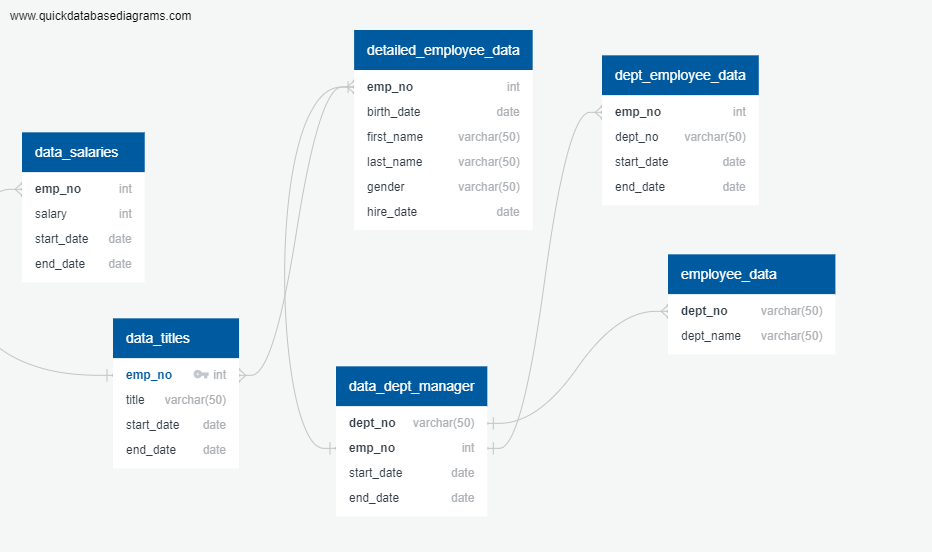 www.quickdatabasediagrams.com
detailed_employee_data
emp_no int
birth_date date
first_name varchar(50)
last_name varchar(50)
gender varchar(50)
hire_date date
dept_employee_data
emp_no int
dept_no varchar(50)
start_date date
end_date date
data_salaries
emp_no int
salary int
start_date date
end_date date
employee_data
dept_no varchar(50)
dept_name varchar(50)
data_titles
emp_no int
title varchar(50)
start_date date
end_date date
data_dept_manager
dept_no varchar(50)
emp_no int
start_date date
end_date date